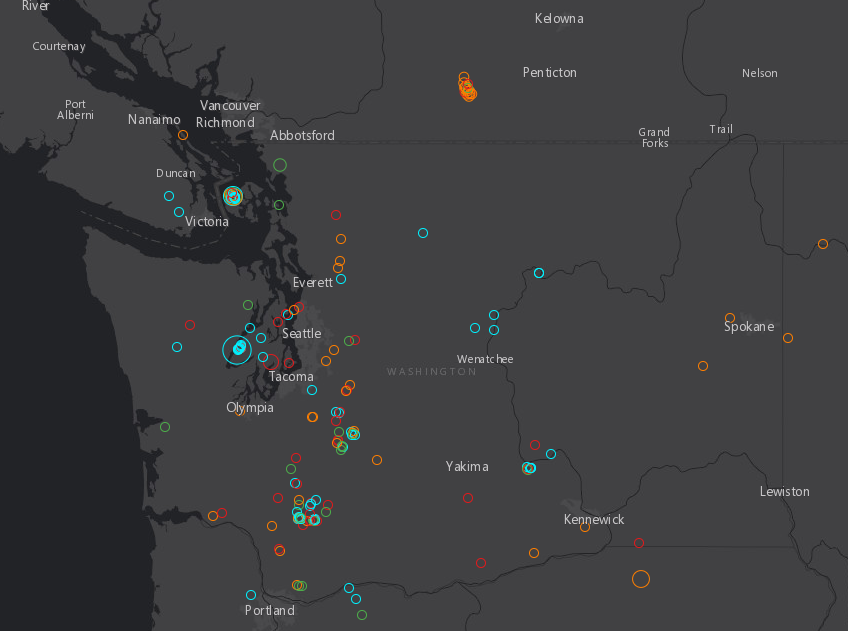 River
Kelowna
Courtenay
Penticton
Nelson
Port
Alberni
Vancouver
Nanaimo
Richmond
Abbotsford
Grand
Forks
Trail
Duncan
Victoria
Everett
Seattle
Spokane
Wenatchee
WASHINGTON
Tacoma
Olympia
Yakima
Lewiston
Kennewick
Portland